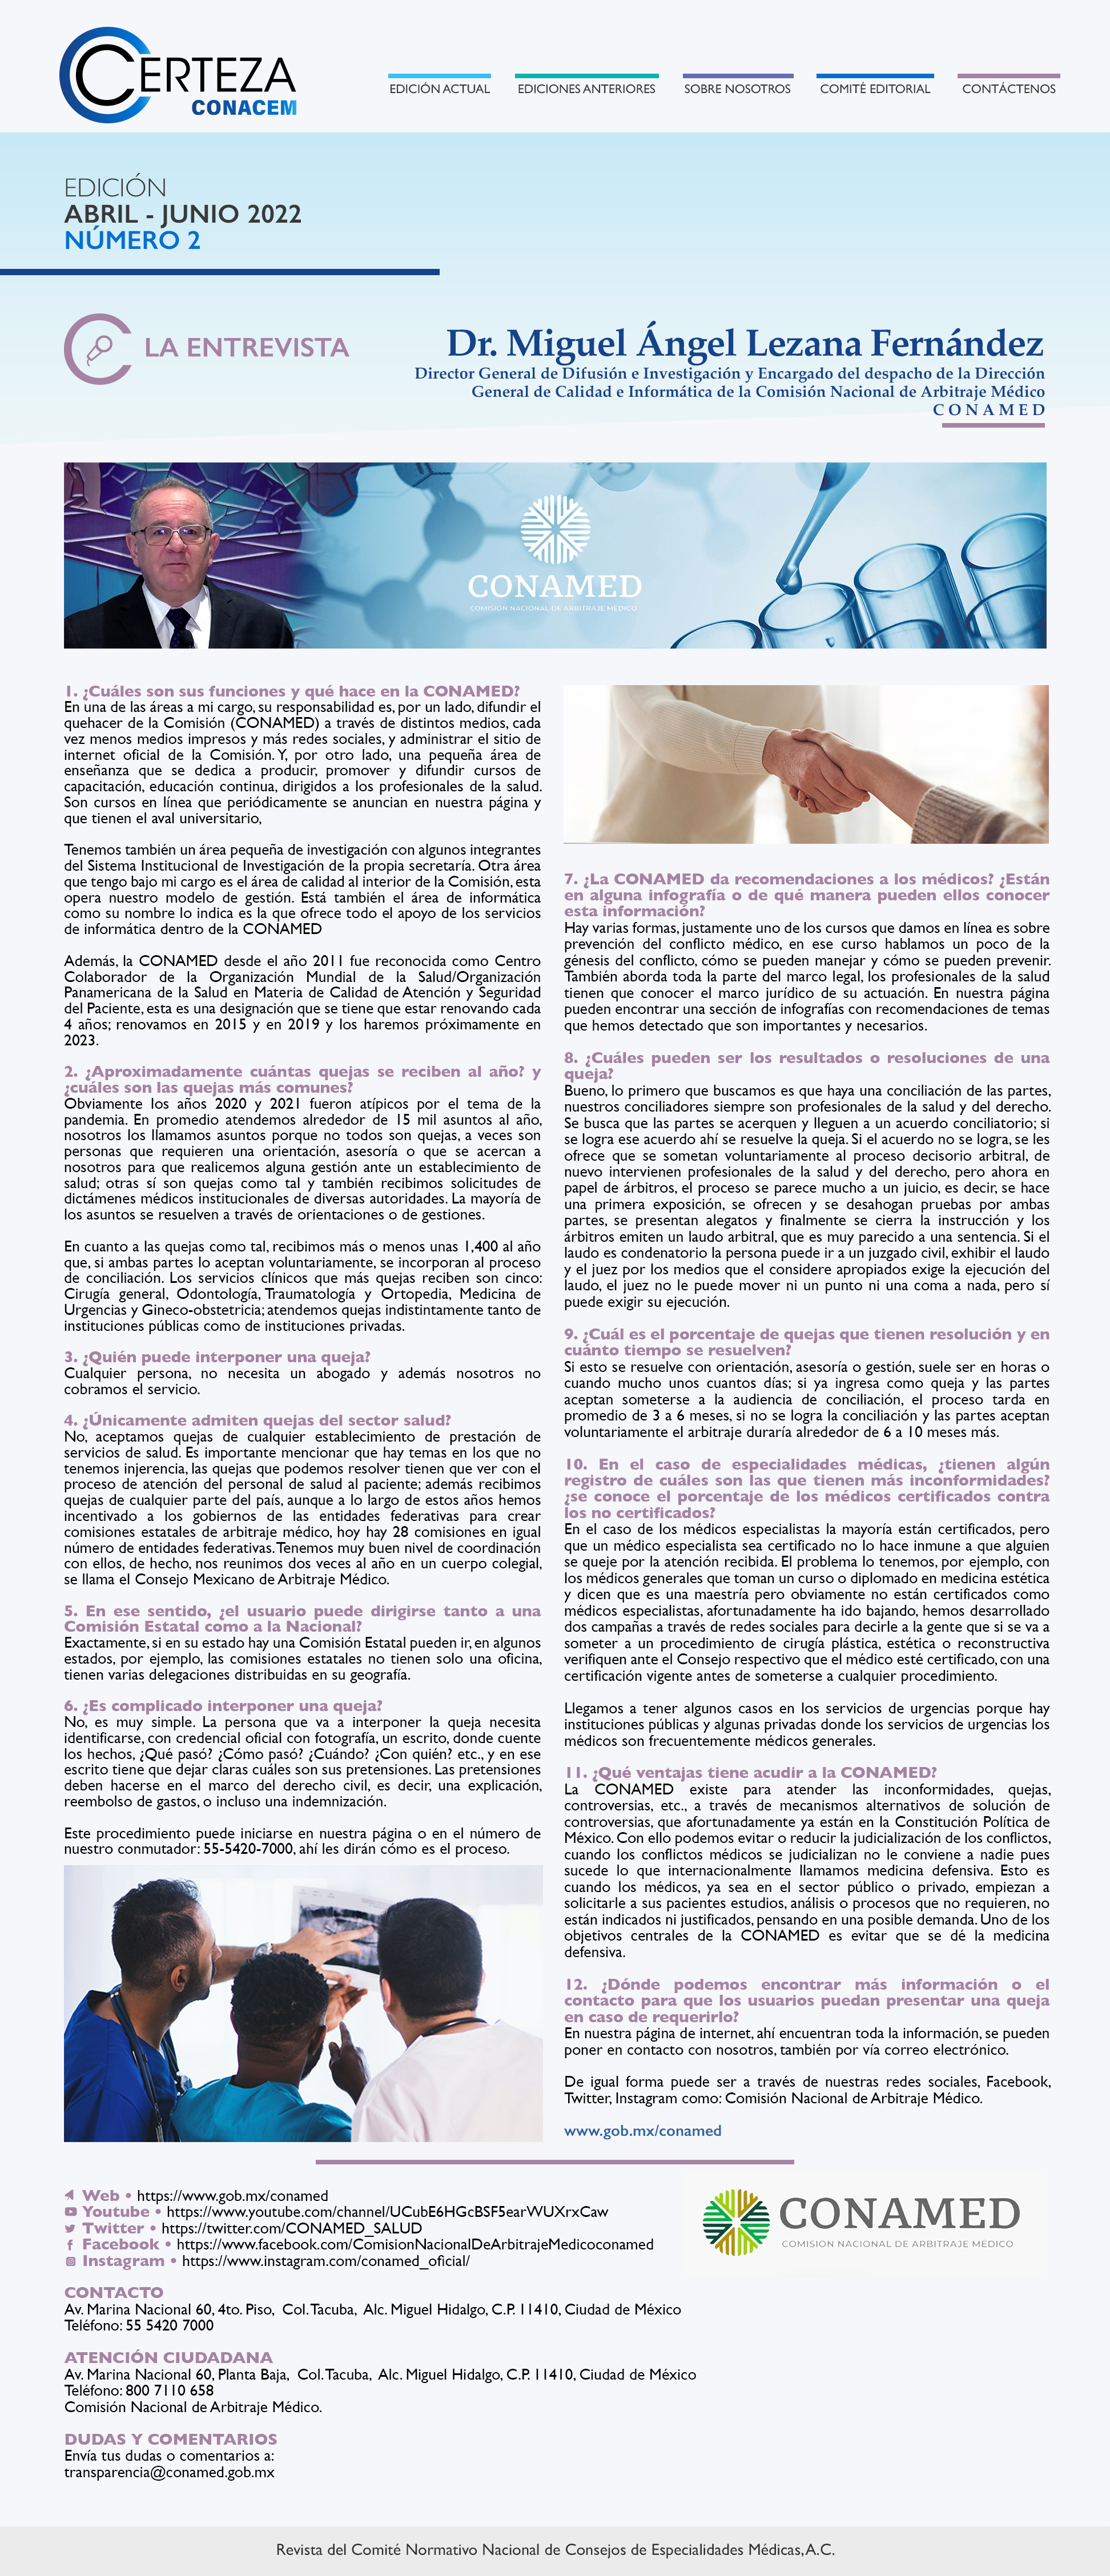 CERTEZA
CONACEM
EDICIÓN ACTUAL
EDICIONES ANTERIORES
SOBRE NOSOTROS
COMITÉ EDITORIAL
CONTÁCTENOS
EDICIÓN
ABRIL - JUNIO 2022
NÚMERO 2
LA ENTREVISTA
Dr. Miguel Ángel Lezana Fernández
Director General de Difusión e Investigación y Encargado del despacho de la Dirección
General de Calidad e Informática de la Comisión Nacional de Arbitraje Médico
CONAMED
CONAMED
COMISIÓN NACIONAL DE ARBITRAJE MÉDICO
1. ¿Cuáles son sus funciones y qué hace en la CONAMED?
En una de las áreas a mi cargo, su responsabilidad es, por un lado, difundir el
quehacer de la Comisión (CONAMED) a través de distintos medios, cada
vez menos medios impresos y más redes sociales, y administrar el sitio de
internet oficial de la Comisión. Y, por otro lado, una pequeña área de
enseñanza que se dedica a producir, promover y difundir cursos de
capacitación, educación continua, dirigidos a los profesionales de la salud.
Son cursos en línea que periódicamente se anuncian en nuestra página y
que tienen el aval universitario,
Tenemos también un área pequeña de investigación con algunos integrantes
del Sistema Institucional de Investigación de la propia secretaría. Otra área
que tengo bajo mi cargo es el área de calidad al interior de la Comisión, esta
opera nuestro modelo de gestión. Está también el área de informática
como su nombre lo indica es la que ofrece todo el apoyo de los servicios
de informática dentro de la CONAMED
Además, la CONAMED desde el año 2011 fue reconocida como Centro
Colaborador de la Organización Mundial de la Salud/Organización
Panamericana de la Salud en Materia de Calidad de Atención y Seguridad
del Paciente, esta es una designación que se tiene que estar renovando cada
4 años; renovamos en 2015 y en 2019 y los haremos próximamente en
2023.
2. ¿Aproximadamente cuántas quejas se reciben al año? y
¿cuáles son las quejas más comunes?
Obviamente los años 2020 y 2021 fueron atípicos por el tema de la
pandemia. En promedio atendemos alrededor de 15 mil asuntos al año,
nosotros los llamamos asuntos porque no todos son quejas, a veces son
personas que requieren una orientación, asesoría o que se acercan a
nosotros para que realicemos alguna gestión ante un establecimiento de
salud; otras sí son quejas como tal y también recibimos solicitudes de
dictámenes médicos institucionales de diversas autoridades. La mayoría de
los asuntos se resuelven a través de orientaciones o de gestiones.
En cuanto a las quejas como tal, recibimos más o menos unas 1,400 al año
que, si ambas partes lo aceptan voluntariamente, se incorporan al proceso
de conciliación. Los servicios clínicos que más quejas reciben son cinco:
Cirugía general, Odontología, Traumatología y Ortopedia, Medicina de
Urgencias y Gineco-obstetricia; atendemos quejas indistintamente tanto de
instituciones públicas como de instituciones privadas.
3. ¿Quién puede interponer una queja?
Cualquier persona, no necesita un abogado y además nosotros no
cobramos el servicio.
4. ¿Únicamente admiten quejas del sector salud?
No, aceptamos quejas de cualquier establecimiento de prestación de
servicios de salud. Es importante mencionar que hay temas en los que no
tenemos injerencia, las quejas que podemos resolver tienen que ver con el
proceso de atención del personal de salud al paciente; además recibimos
quejas de cualquier parte del país, aunque a lo largo de estos años hemos
incentivado a los gobiernos de las entidades federativas para crear
comisiones estatales de arbitraje médico, hoy hay 28 comisiones en igual
número de entidades federativas. Tenemos muy buen nivel de coordinación
con ellos, de hecho, nos reunimos dos veces al año en un cuerpo colegial,
se llama el Consejo Mexicano de Arbitraje Médico.
5. En ese sentido, ¿el usuario puede dirigirse tanto a una
Comisión Estatal como a la Nacional?
Exactamente, si en su estado hay una Comisión Estatal pueden ir, en algunos
estados, por ejemplo, las comisiones estatales no tienen solo una oficina,
tienen varias delegaciones distribuidas en su geografía.
6. ¿Es complicado interponer una queja?
No, es muy simple. La persona que va a interponer la queja necesita
identificarse, con credencial oficial con fotografía, un escrito, donde cuente
los hechos, ¿Qué pasó? ¿Cómo pasó? ¿Cuándo? ¿Con quién? etc., y en ese
escrito tiene que dejar claras cuáles son sus pretensiones. Las pretensiones
deben hacerse en el marco del derecho civil, es decir, una explicación,
reembolso de gastos, o incluso una indemnización.
Este procedimiento puede iniciarse en nuestra página o en el número de
nuestro conmutador: 55-5420-7000, ahí les dirán cómo es el proceso.
7. ¿La CONAMED da recomendaciones a los médicos? ¿Están
en alguna infografía o de qué manera pueden ellos conocer
esta información?
Hay varias formas, justamente uno de los cursos que damos en línea es sobre
prevención del conflicto médico, en ese curso hablamos un poco de la
génesis del conflicto, cómo se pueden manejar y cómo se pueden prevenir.
También aborda toda la parte del marco legal, los profesionales de la salud
tienen que conocer el marco jurídico de su actuación. En nuestra página
pueden encontrar una sección de infografías con recomendaciones de temas
que hemos detectado que son importantes y necesarios.
8. ¿Cuáles pueden ser los resultados o resoluciones de una
queja?
Bueno, lo primero que buscamos es que haya una conciliación de las partes,
nuestros conciliadores siempre son profesionales de la salud y del derecho.
Se busca que las partes se acerquen y lleguen a un acuerdo conciliatorio; si
se logra ese acuerdo ahí se resuelve la queja. Si el acuerdo no se logra, se les
ofrece que se sometan voluntariamente al proceso decisorio arbitral, de
nuevo intervienen profesionales de la salud y del derecho, pero ahora en
papel de árbitros, el proceso se parece mucho a un juicio, es decir, se hace
una primera exposición, se ofrecen y se desahogan pruebas por ambas
partes, se presentan alegatos y finalmente se cierra la instrucción y los
árbitros emiten un laudo arbitral, que es muy parecido a una sentencia. Si el
laudo es condenatorio la persona puede ir a un juzgado civil, exhibir el laudo
y el juez por los medios que el considere apropiados exige la ejecución del
laudo, el juez no le puede mover ni un punto ni una coma a nada, pero sí
puede exigir su ejecución.
9. ¿Cuál es el porcentaje de quejas que tienen resolución y en
cuánto tiempo se resuelven?
Si esto se resuelve con orientación, asesoría o gestión, suele ser en horas o
cuando mucho unos cuantos días; si ya ingresa como queja y las partes
aceptan someterse a la audiencia de conciliación, el proceso tarda en
promedio de 3 a 6 meses, si no se logra la conciliación y las partes aceptan
voluntariamente el arbitraje duraría alrededor de 6 a 10 meses más.
10. En el caso de especialidades médicas, ¿tienen algún
registro de cuáles son las que tienen más inconformidades?
¿se conoce el porcentaje de los médicos certificados contra
los no certificados?
En el caso de los médicos especialistas la mayoría están certificados, pero
que un médico especialista sea certificado no lo hace inmune a que alguien
se queje por la atención recibida. El problema lo tenemos, por ejemplo, con
los médicos generales que toman un curso o diplomado en medicina estética
y dicen que es una maestría pero obviamente no están certificados como
médicos especialistas, afortunadamente ha ido bajando, hemos desarrollado
dos campañas a través de redes sociales para decirle a la gente que si se va a
someter a un procedimiento de cirugía plástica, estética o reconstructiva
verifiquen ante el Consejo respectivo que el médico esté certificado, con una
certificación vigente antes de someterse a cualquier procedimiento.
Llegamos a tener algunos casos en los servicios de urgencias porque hay
instituciones públicas y algunas privadas donde los servicios de urgencias los
médicos son frecuentemente médicos generales.
11. ¿Qué ventajas tiene acudir a la CONAMED?
La CONAMED existe para atender las inconformidades, quejas,
controversias, etc., a través de mecanismos alternativos de solución de
controversias, que afortunadamente ya están en la Constitución Política de
México. Con ello podemos evitar o reducir la judicialización de los conflictos,
cuando los conflictos médicos se judicializan no le conviene a nadie pues
sucede lo que internacionalmente llamamos medicina defensiva. Esto es
cuando los médicos, ya sea en el sector público o privado, empiezan a
solicitarle a sus pacientes estudios, análisis o procesos que no requieren, no
están indicados ni justificados, pensando en una posible demanda. Uno de los
objetivos centrales de la CONAMED es evitar que se dé la medicina
defensiva.
12. ¿Dónde podemos encontrar más información o el
contacto para que los usuarios puedan presentar una queja
en caso de requerirlo?
En nuestra página de internet, ahí encuentran toda la información, se pueden
poner en contacto con nosotros, también por vía correo electrónico.
De igual forma puede ser a través de nuestras redes sociales, Facebook,
Twitter, Instagram como: Comisión Nacional de Arbitraje Médico.
www.gob.mx/conamed
Web • https://www.gob.mx/conamed
Youtube • https://www.youtube.com/channel/UCubE6HGcBSF5earWUXrxCaw
Twitter • https://twitter.com/CONAMED_SALUD
Facebook • https://www.facebook.com/ComisionNacionalDeArbitrajeMedicoconamed
Instagram • https://www.instagram.com/conamed_oficial/
CONAMED
COMISIÓN NACIONAL DE ARBITRAJE MEDICO
CONTACTO
Av. Marina Nacional 60, 4to. Piso, Col. Tacuba, Alc. Miguel Hidalgo, C.P. 11410, Ciudad de México
Teléfono: 55 5420 7000
ATENCIÓN CIUDADANA
Av. Marina Nacional 60, Planta Baja, Col. Tacuba, Alc. Miguel Hidalgo, C.P. 11410, Ciudad de México
Teléfono: 800 7110 658
Comisión Nacional de Arbitraje Médico.
DUDAS Y COMENTARIOS
Envía tus dudas o comentarios a:
transparencia@conamed.gob.mx
Revista del Comité Normativo Nacional de Consejos de Especialidades Médicas, A.C.